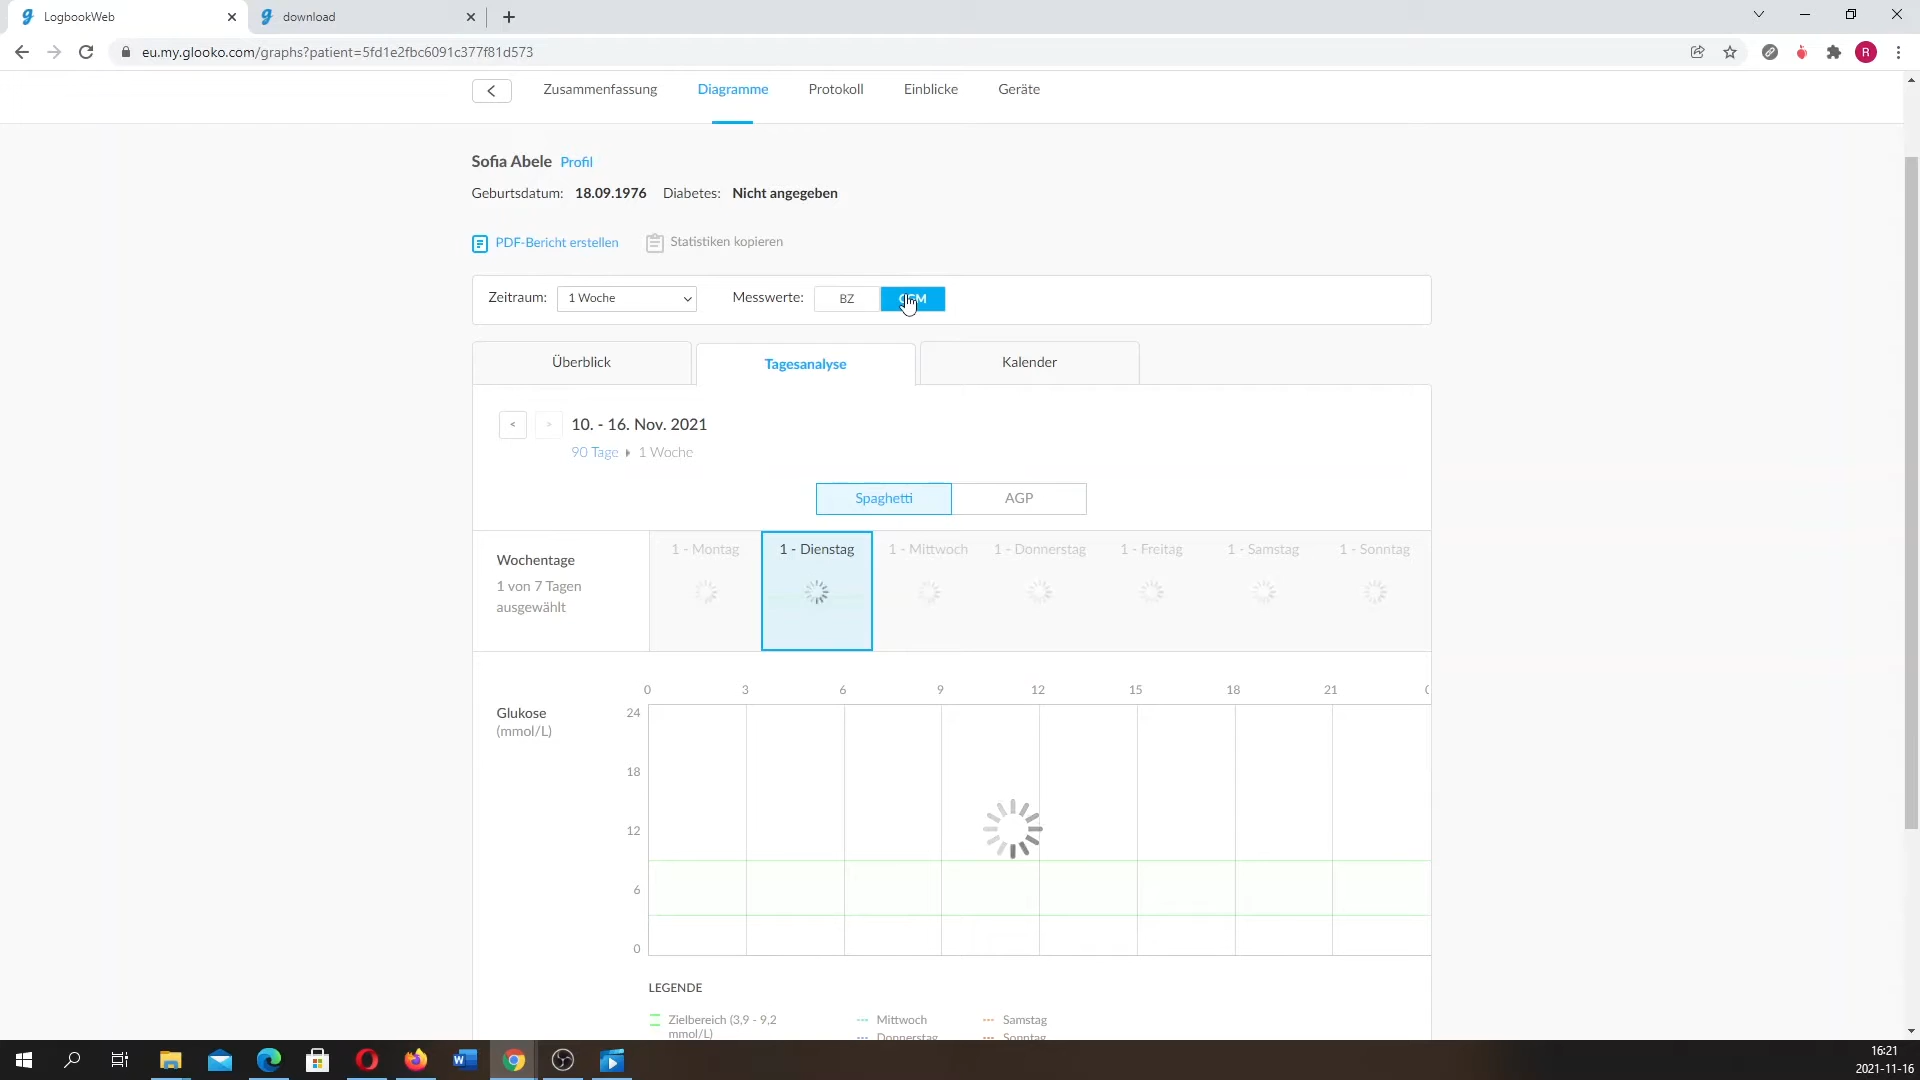 LogbookWeb
download
eu.my.glooko.com/graphs?patient=5fd1e2fbc6091c377f81d573
R
Zusammenfassung
Diagramme
Protokoll
Einblicke
Geräte
Sofia Abele Profil
Geburtsdatum: 18.09.1976 Diabetes: Nicht angegeben
PDF-Bericht erstellen
Statistiken kopieren
Zeitraum: 1 Woche
Messwerte: BZ
Überblick
Tagesanalyse
Kalender
< > 10. - 16. Nov. 2021
90 Tage 1 Woche
Spaghetti
AGP
Wochentage
1 von 7 Tagen
ausgewählt
1 - Montag
1 - Dienstag
1 - Mittwoch
1 - Donnerstag
1 - Freitag
1 - Samstag
1 - Sonntag
0 3 6 9 12 15 18 21
Glukose
(mmol/L)
24
18
12
6
0
LEGENDE
Zielbereich (3,9 - 9,2
mmol/L)
Mittwoch
Donnerstag
Samstag
Sonntag
16:21
2021-11-16